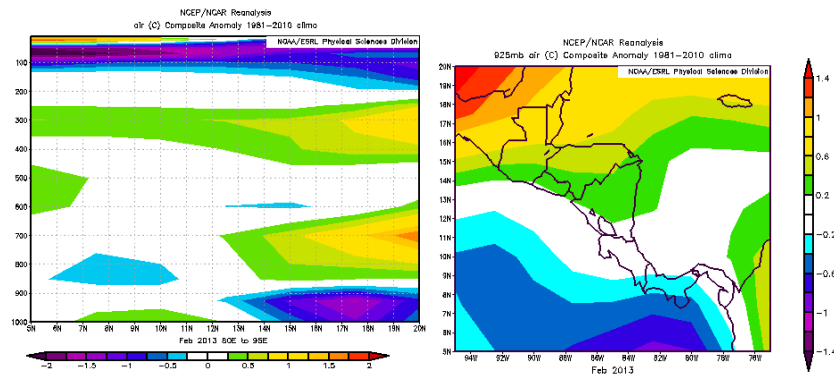 NCEP/NCAR Reanalysis
air (C) Composite Anomaly 1981-2010 clima
NOAA/ESRL Physical Sciences Division
100
200
300
400
500
600
700
800
900
1000
5N 6N 7N 8N 9N 10N 11N 12N 13N 14N 15N 16N 17N 18N 19N 20N
Feb 2013 80E to 95E
-2 -1.5 -1 -0.5 0 0.5 1 1.5 2
NCEP/NCAR Reanalysis
925mb air (C) Composite Anomaly 1981-2010 clima
NOAA/ESRL Physical Sciences Division
20N
19N
18N
17N
16N
15N
14N
13N
12N
11N
10N
9N
8N
7N
6N
5N
94W 92W 90W 88W 86W 84W 82W 80W 78W 76W
Feb 2013
1.4
1
0.6
0.2
-0.2
-0.6
-1
-1.4